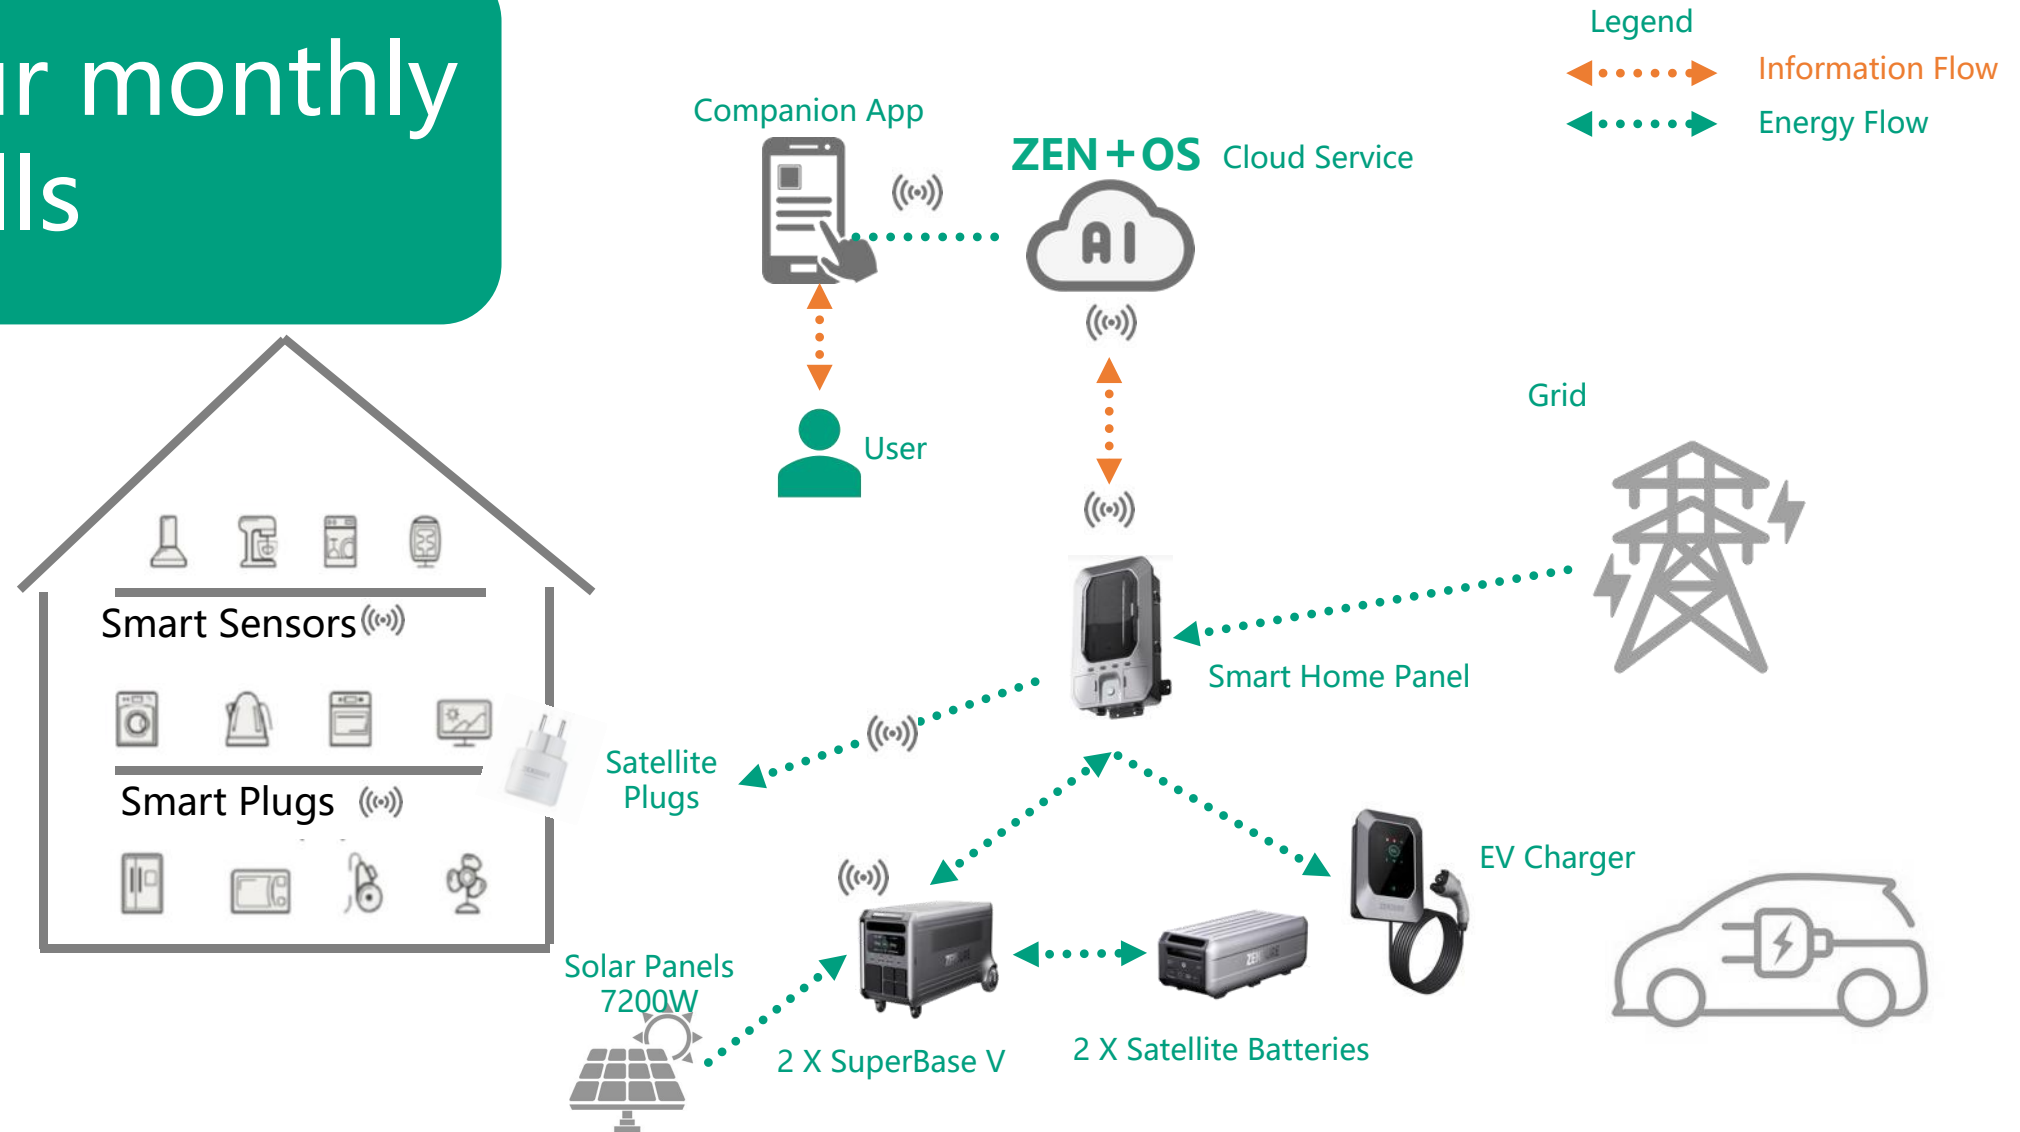 ur monthly
lls
Legend
Information Flow
Energy Flow
Companion App
ZEN+OS Cloud Service
AI
User
Grid
Smart Sensors
Smart Home Panel
Satellite
Plugs
Smart Plugs
EV Charger
Solar Panels
7200W
2 X SuperBase V
2 X Satellite Batteries